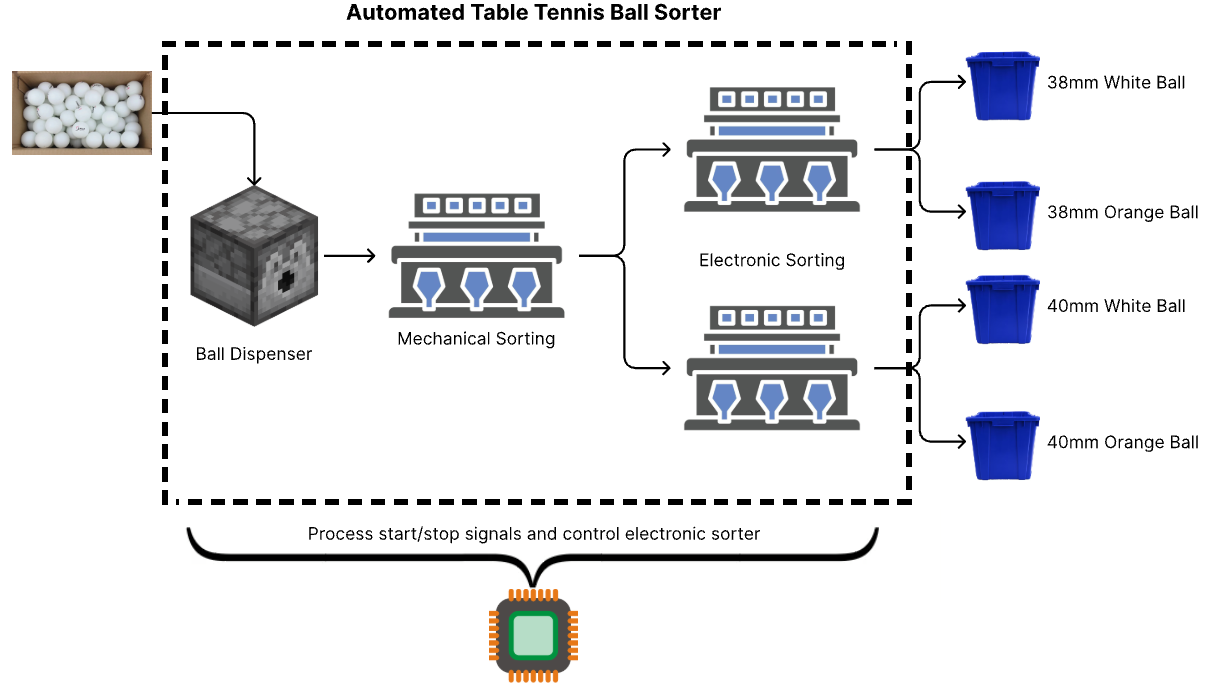 Automated Table Tennis Ball Sorter
38mm White Ball
38mm Orange Ball
Electronic Sorting
40mm White Ball
Mechanical Sorting
Ball Dispenser
40mm Orange Ball
Process start/stop signals and control electronic sorter